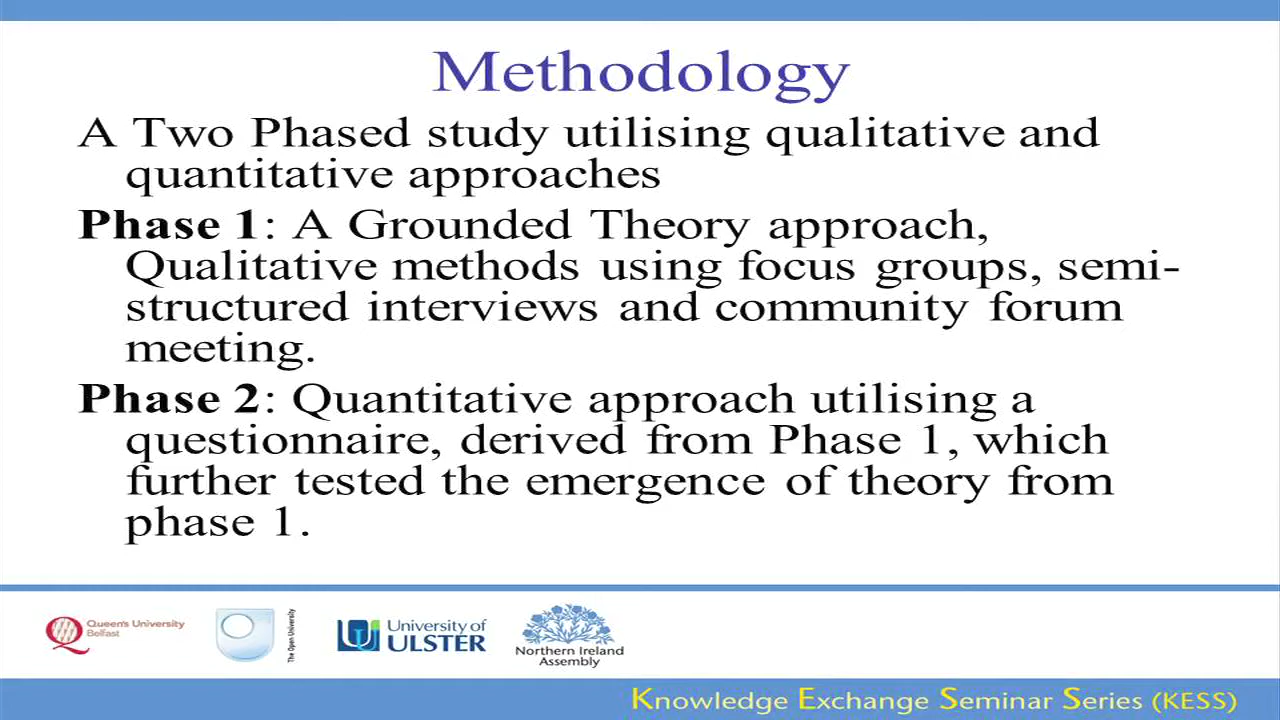 Methodology
A Two Phased study utilising qualitative and
quantitative approaches
Phase 1: A Grounded Theory approach,
Qualitative methods using focus groups, semi-
structured interviews and community forum
meeting.
Phase 2: Quantitative approach utilising a
questionnaire, derived from Phase 1, which
further tested the emergence of theory from
phase 1.
Queen's University
Belfast
The Open University
University of
ULSTER
Northern Ireland
Assembly
Knowledge Exchange Seminar Series (KESS)